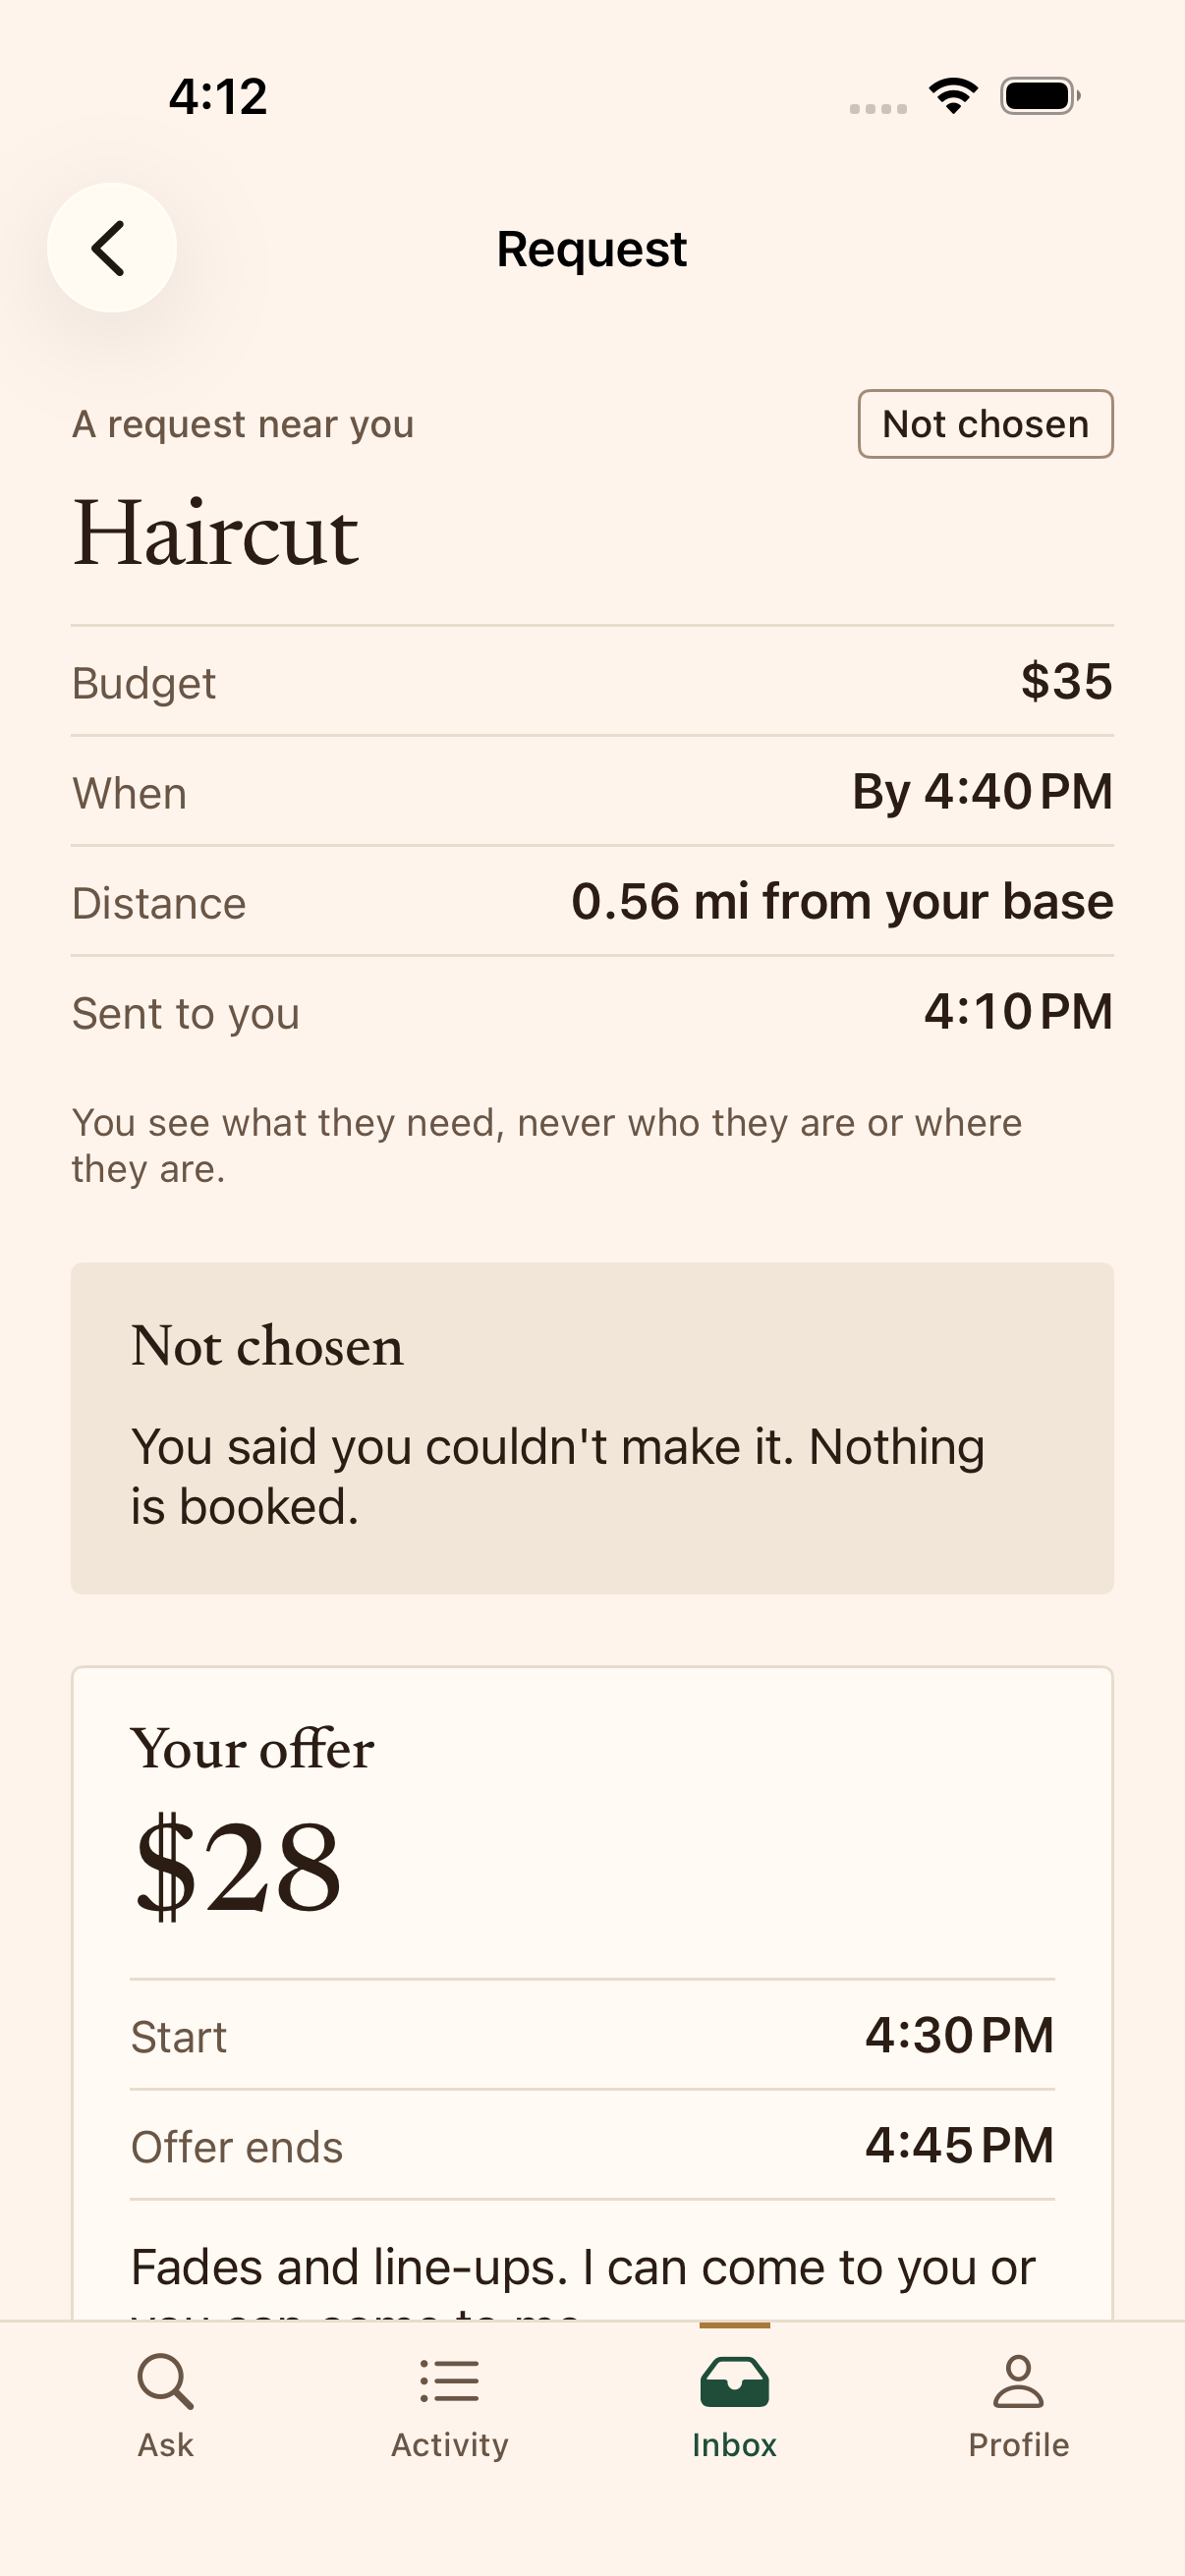 4:12
Request
A request near you
Not chosen
Haircut
Budget
$35
When
By 4:40 PM
Distance
0.56 mi from your base
Sent to you
4:10 PM
You see what they need, never who they are or where
they are.
Not chosen
You said you couldn't make it. Nothing
is booked.
Your offer
$28
Start
4:30 PM
Offer ends
4:45 PM
Fades and line-ups. I can come to you or
Ask
Activity
Inbox
Profile